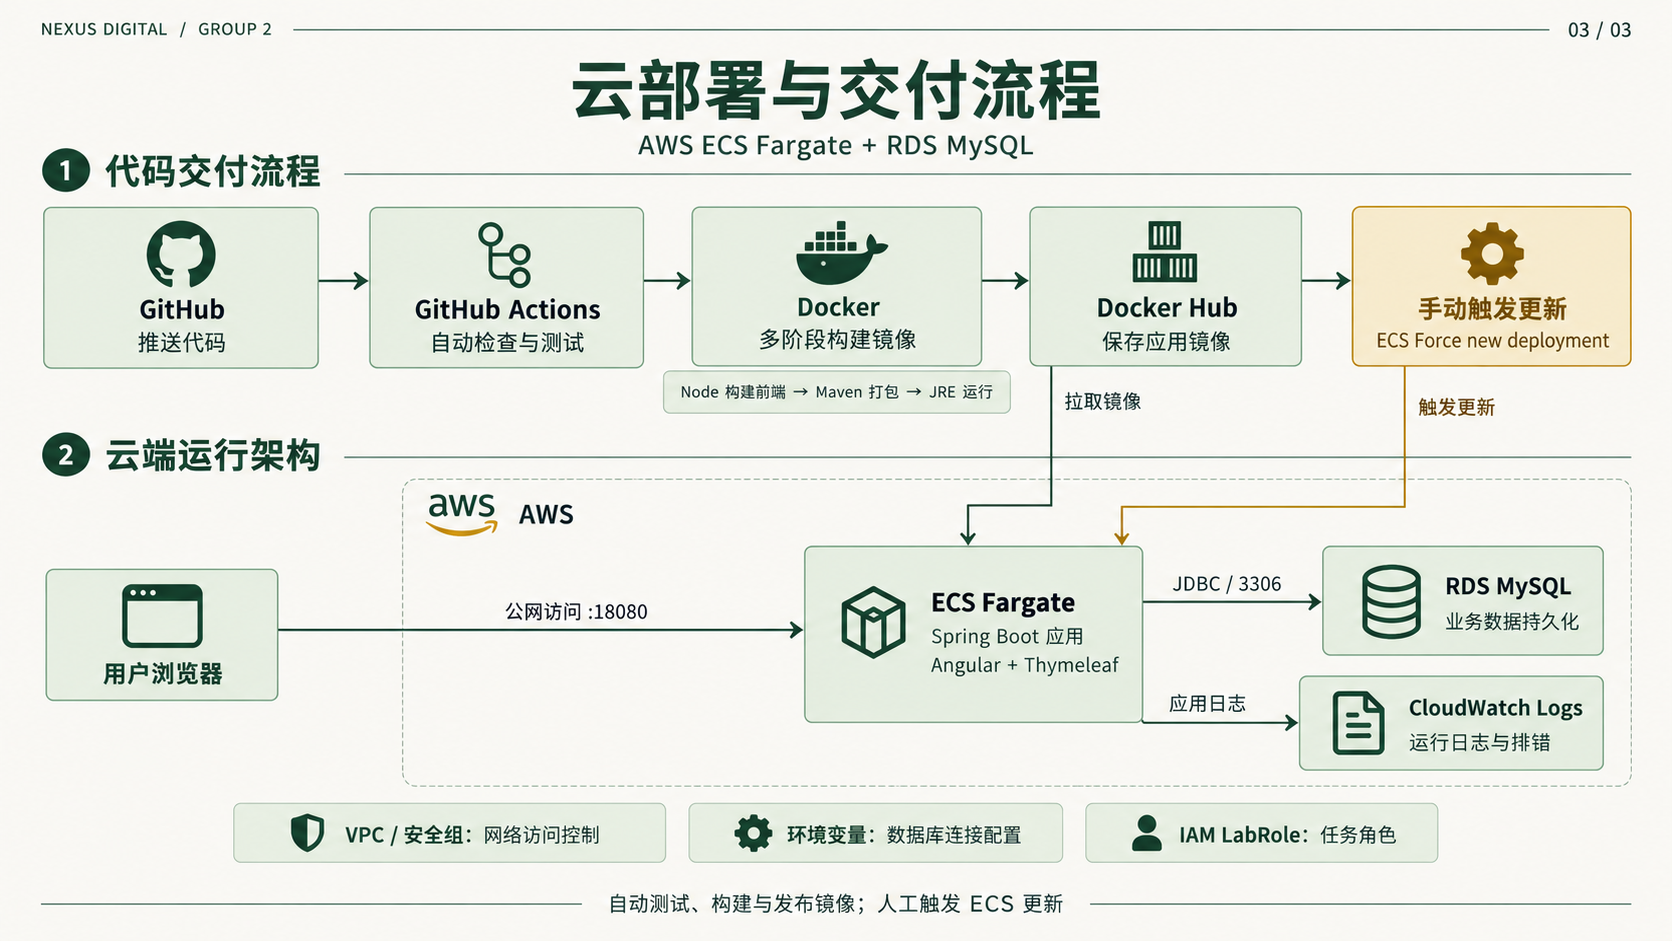 NEXUS DIGITAL / GROUP 2
03 / 03
云部署与交付流程
AWS ECS Fargate + RDS MySQL
1 代码交付流程
GitHub
推送代码
GitHub Actions
自动检查与测试
Docker
多阶段构建镜像
Node 构建前端 → Maven 打包 → JRE 运行
Docker Hub
保存应用镜像
手动触发更新
ECS Force new deployment
拉取镜像
触发更新
2 云端运行架构
aws AWS
用户浏览器
公网访问 :18080
ECS Fargate
Spring Boot 应用
Angular + Thymeleaf
JDBC / 3306
RDS MySQL
业务数据持久化
应用日志
CloudWatch Logs
运行日志与排错
VPC / 安全组：网络访问控制
环境变量：数据库连接配置
IAM LabRole：任务角色
自动测试、构建与发布镜像；人工触发 ECS 更新